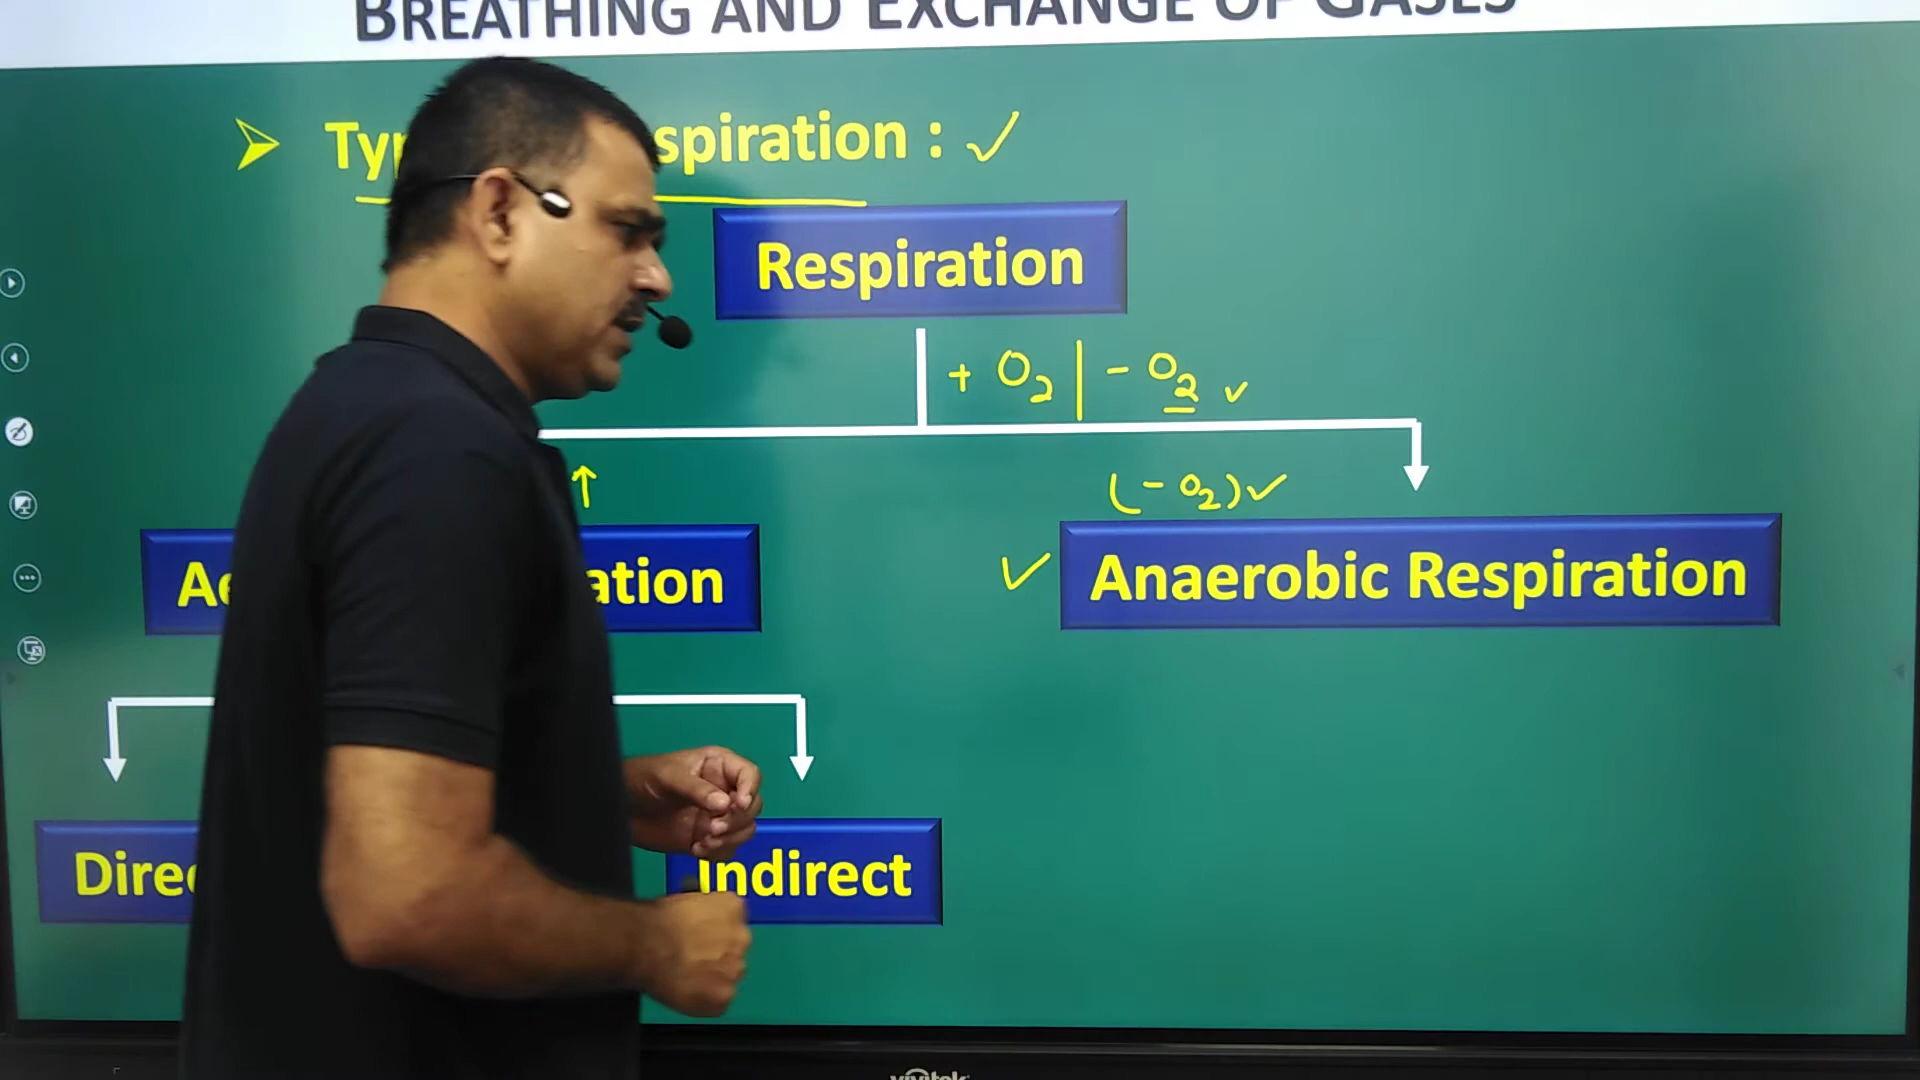 BREATHING AND EXCHANGE OF GASES
spiration : ✓
Respiration
+ O₂ | - O₂ ✓
↑
(- O₂) ✓
ation
✓ Anaerobic Respiration
Indirect